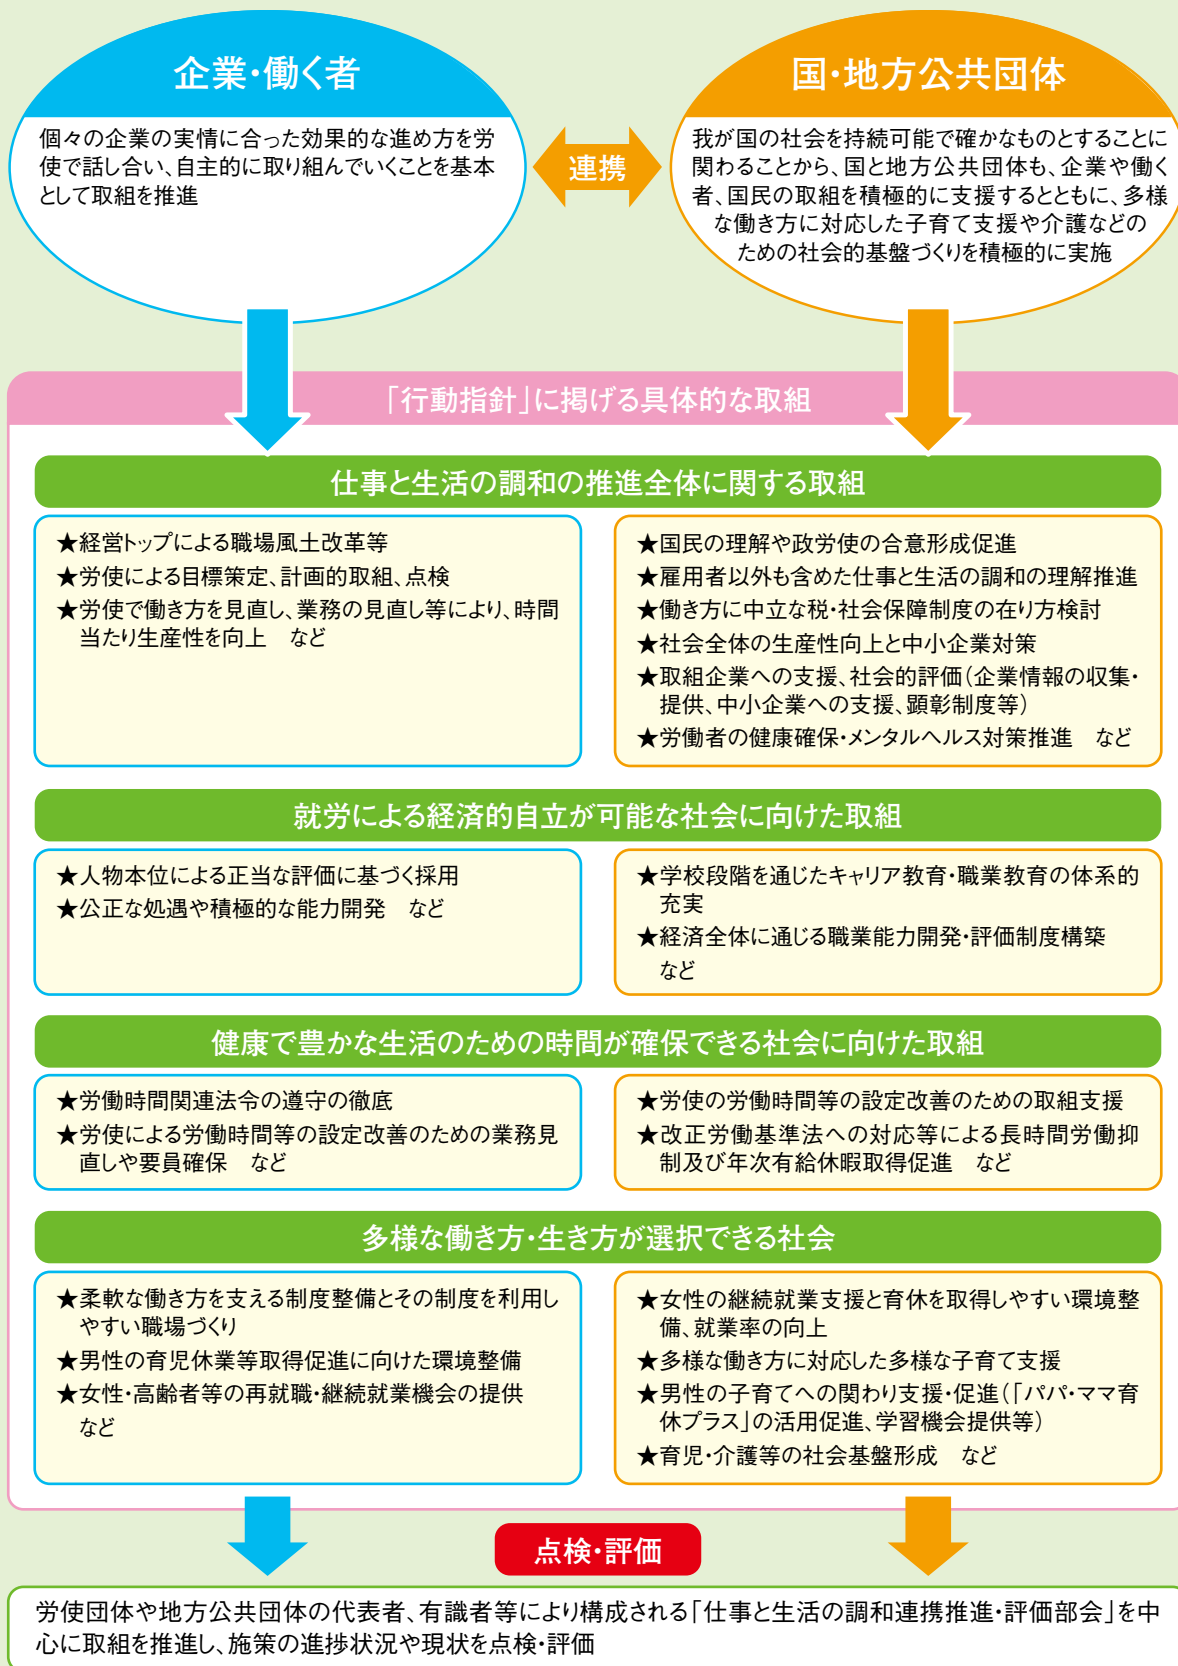 企業・働く者
個々の企業の実情に合った効果的な進め方を労
使で話し合い、自主的に取り組んでいくことを基本
として取組を推進
連携
国・地方公共団体
我が国の社会を持続可能で確かなものとすることに
関わることから、国と地方公共団体も、企業や働く
者、国民の取組を積極的に支援するとともに、多様
な働き方に対応した子育て支援や介護などの
ための社会的基盤づくりを積極的に実施
「行動指針」に掲げる具体的な取組
仕事と生活の調和の推進全体に関する取組
★経営トップによる職場風土改革等
★労使による目標策定、計画的取組、点検
★労使で働き方を見直し、業務の見直し等により、時間
当たり生産性を向上　など
★国民の理解や政労使の合意形成促進
★雇用者以外も含めた仕事と生活の調和の理解推進
★働き方に中立な税・社会保障制度の在り方検討
★社会全体の生産性向上と中小企業対策
★取組企業への支援、社会的評価（企業情報の収集・
提供、中小企業への支援、顕彰制度等）
★労働者の健康確保・メンタルヘルス対策推進　など
就労による経済的自立が可能な社会に向けた取組
★人物本位による正当な評価に基づく採用
★公正な処遇や積極的な能力開発　など
★学校段階を通じたキャリア教育・職業教育の体系的
充実
★経済全体に通じる職業能力開発・評価制度構築
など
健康で豊かな生活のための時間が確保できる社会に向けた取組
★労働時間関連法令の遵守の徹底
★労使による労働時間等の設定改善のための業務見
直しや要員確保　など
★労使の労働時間等の設定改善のための取組支援
★改正労働基準法への対応等による長時間労働抑
制及び年次有給休暇取得促進　など
多様な働き方・生き方が選択できる社会
★柔軟な働き方を支える制度整備とその制度を利用し
やすい職場づくり
★男性の育児休業等取得促進に向けた環境整備
★女性・高齢者等の再就職・継続就業機会の提供
など
★女性の継続就業支援と育休を取得しやすい環境整
備、就業率の向上
★多様な働き方に対応した多様な子育て支援
★男性の子育てへの関わり支援・促進（「パパ・ママ育
休プラス」の活用促進、学習機会提供等）
★育児・介護等の社会基盤形成　など
点検・評価
労使団体や地方公共団体の代表者、有識者等により構成される「仕事と生活の調和連携推進・評価部会」を中
心に取組を推進し、施策の進捗状況や現状を点検・評価